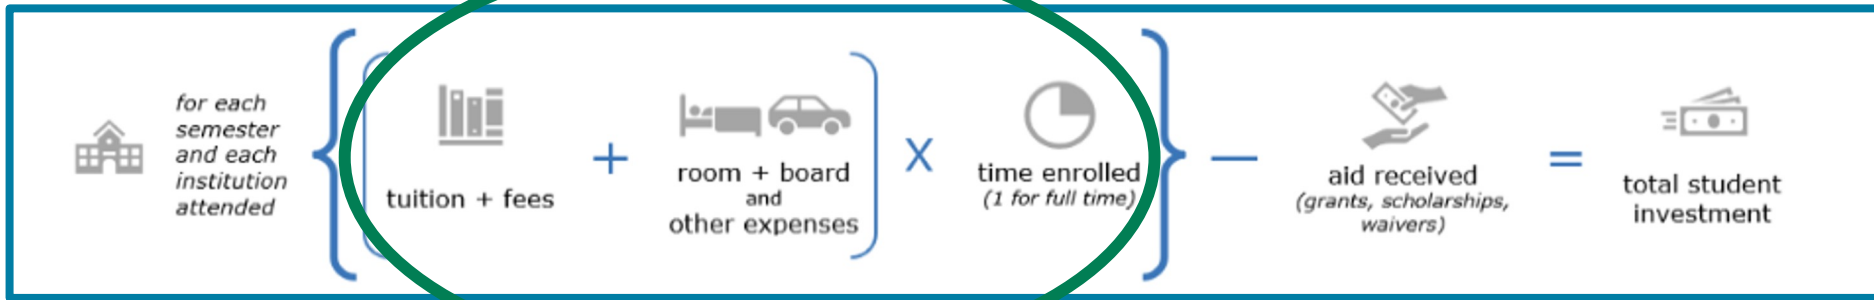 for each
semester
and each
institution
attended
{
(
tuition + fees
+
room + board
and
other expenses
)
X
time enrolled
(1 for full time)
}
—
aid received
(grants, scholarships,
waivers)
=
total student
investment